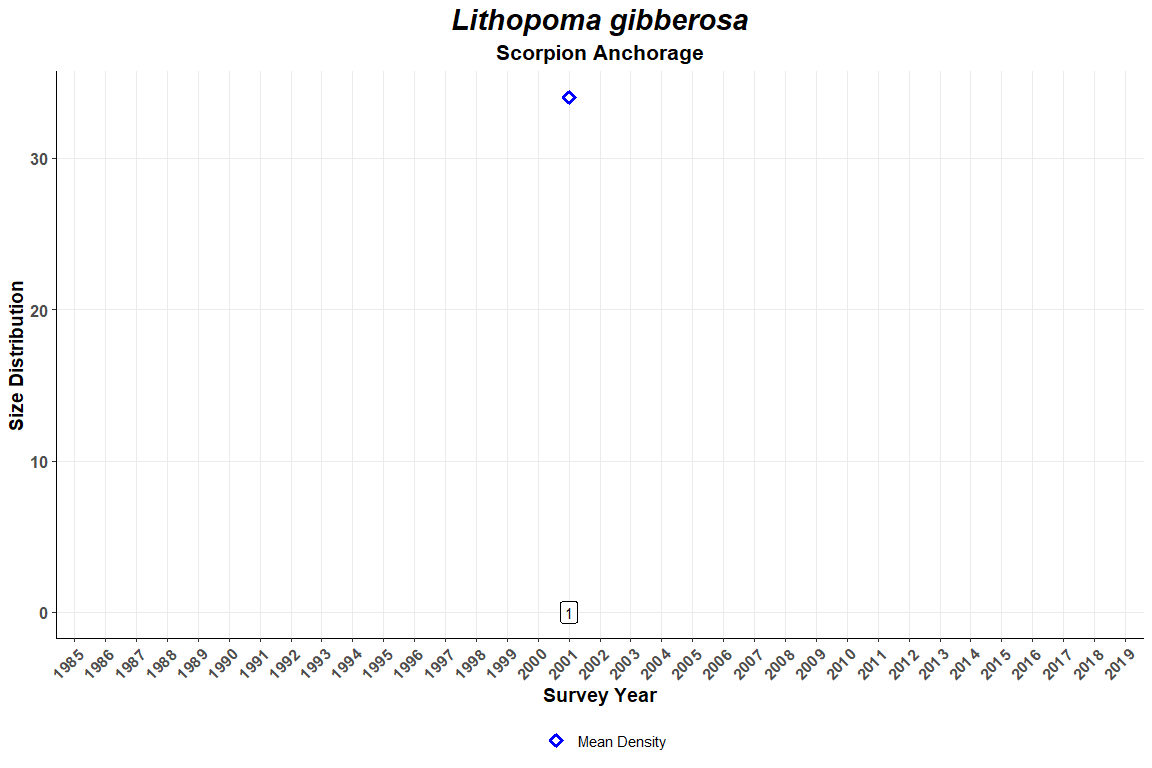 Lithopoma gibberosa
Scorpion Anchorage
Size Distribution
30
20
10
0
1
1985 1986 1987 1988 1989 1990 1991 1992 1993 1994 1995 1996 1997 1998 1999 2000 2001 2002 2003 2004 2005 2006 2007 2008 2009 2010 2011 2012 2013 2014 2015 2016 2017 2018 2019
Survey Year
Mean Density